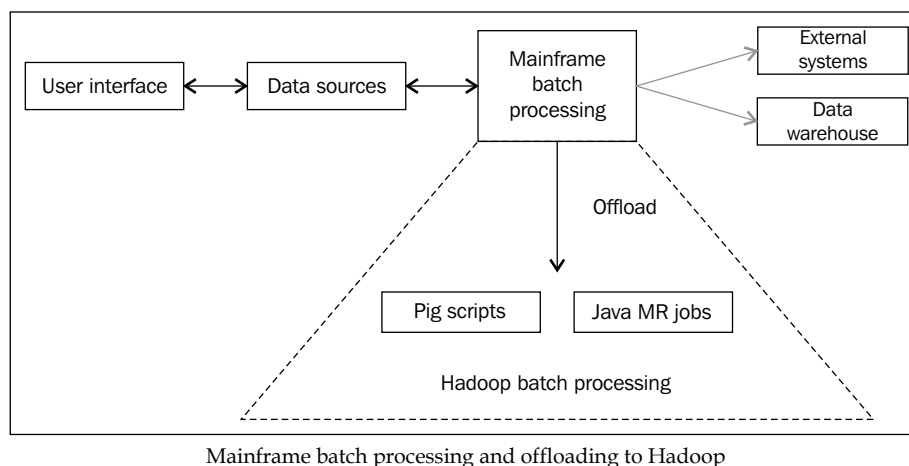 User interface
Data sources
Mainframe
batch
processing
External
systems
Data
warehouse
Offload
Pig scripts
Java MR jobs
Hadoop batch processing
Mainframe batch processing and offloading to Hadoop